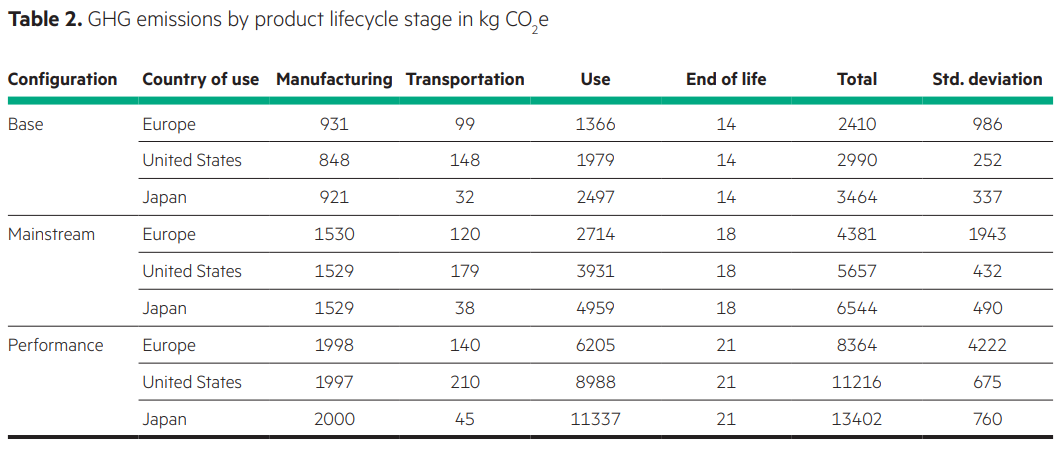 Table 2. GHG emissions by product lifecycle stage in kg CO₂e
Configuration Country of use Manufacturing Transportation Use End of life Total Std. deviation
Base Europe 931 99 1366 14 2410 986
United States 848 148 1979 14 2990 252
Japan 921 32 2497 14 3464 337
Mainstream Europe 1530 120 2714 18 4381 1943
United States 1529 179 3931 18 5657 432
Japan 1529 38 4959 18 6544 490
Performance Europe 1998 140 6205 21 8364 4222
United States 1997 210 8988 21 11216 675
Japan 2000 45 11337 21 13402 760